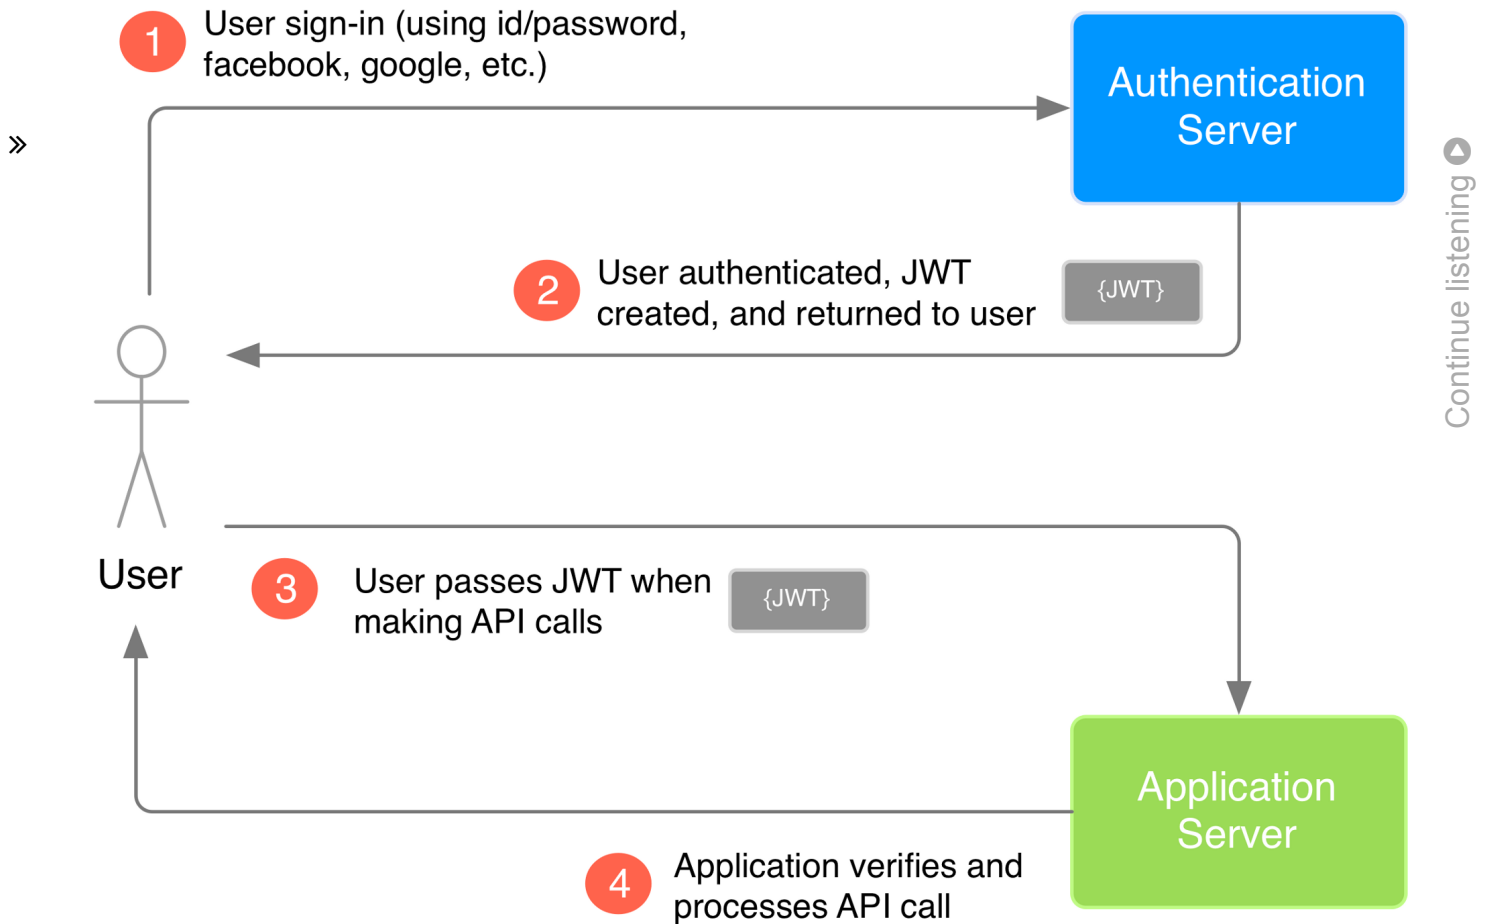 1
User sign-in (using id/password,
facebook, google, etc.)
Authentication
Server
»
Continue listening
2
User authenticated, JWT
created, and returned to user
{JWT}
User
3
User passes JWT when
making API calls
{JWT}
Application
Server
4
Application verifies and
processes API call